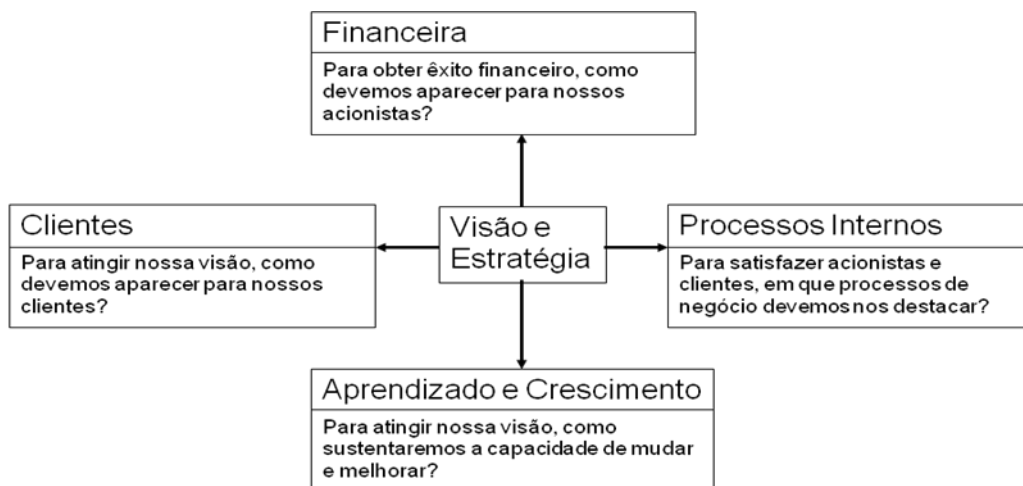 Financeira
Para obter êxito financeiro, como
devemos aparecer para nossos
acionistas?
Clientes
Para atingir nossa visão, como
devemos aparecer para nossos
clientes?
Visão e
Estratégia
Processos Internos
Para satisfazer acionistas e
clientes, em que processos de
negócio devemos nos destacar?
Aprendizado e Crescimento
Para atingir nossa visão, como
sustentaremos a capacidade de mudar
e melhorar?